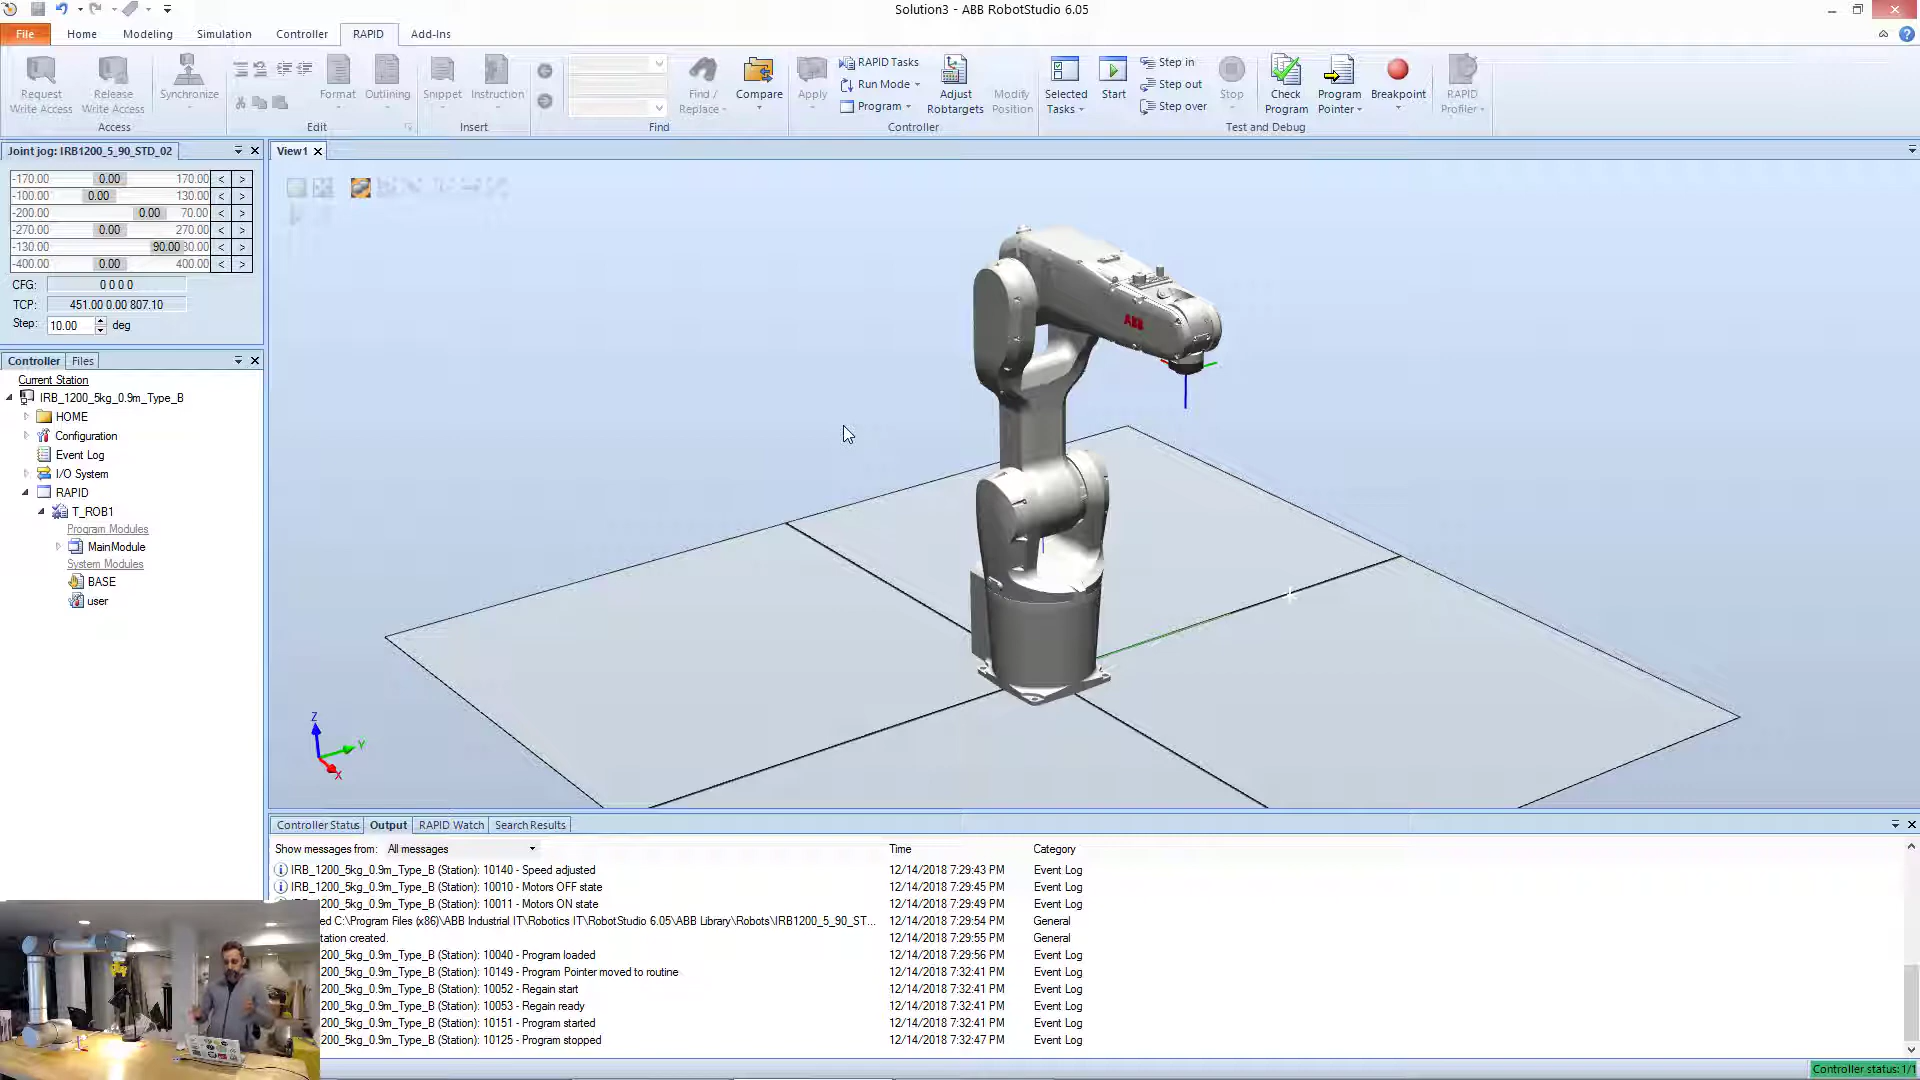 Solution3 - ABB RobotStudio 6.05
File Home Modeling Simulation Controller RAPID Add-Ins
Request Write Access
Release Write Access
Access
Synchronize
Format
Outlining
Edit
Snippet
Instruction
Insert
Find / Replace
Find
Compare
Apply
RAPID Tasks
Run Mode
Program
Adjust Robtargets
Modify Position
Controller
Selected Tasks
Start
Step in
Step out
Step over
Stop
Check Program
Program Pointer
Breakpoint
Test and Debug
RAPID Profiler
Joint jog: IRB1200_5_90_STD_02
-170.00 0.00 170.00 < >
-100.00 0.00 130.00 < >
-200.00 0.00 70.00 < >
-270.00 0.00 270.00 < >
-130.00 90.00 < >
-400.00 0.00 400.00 < >
CFG: 0 0 0 0
TCP: 451.00 0.00 807.10
Step: 10.00 deg
Controller Files
Current Station
IRB_1200_5kg_0.9m_Type_B
HOME
Configuration
Event Log
I/O System
RAPID
T_ROB1
Program Modules
MainModule
System Modules
BASE
user
View1
ABB
Z
Y
X
Controller Status Output RAPID Watch Search Results
Show messages from: All messages Time Category
IRB_1200_5kg_0.9m_Type_B (Station): 10140 - Speed adjusted 12/14/2018 7:29:43 PM Event Log
IRB_1200_5kg_0.9m_Type_B (Station): 10010 - Motors OFF state 12/14/2018 7:29:45 PM Event Log
IRB_1200_5kg_0.9m_Type_B (Station): 10011 - Motors ON state 12/14/2018 7:29:49 PM Event Log
ed C:\Program Files (x86)\ABB Industrial IT\Robotics IT\RobotStudio 6.05\ABB Library\Robots\IRB1200_5_90_ST... 12/14/2018 7:29:54 PM General
tation created. 12/14/2018 7:29:55 PM General
200_5kg_0.9m_Type_B (Station): 10040 - Program loaded 12/14/2018 7:29:56 PM Event Log
200_5kg_0.9m_Type_B (Station): 10149 - Program Pointer moved to routine 12/14/2018 7:32:41 PM Event Log
200_5kg_0.9m_Type_B (Station): 10052 - Regain start 12/14/2018 7:32:41 PM Event Log
200_5kg_0.9m_Type_B (Station): 10053 - Regain ready 12/14/2018 7:32:41 PM Event Log
200_5kg_0.9m_Type_B (Station): 10151 - Program started 12/14/2018 7:32:41 PM Event Log
200_5kg_0.9m_Type_B (Station): 10125 - Program stopped 12/14/2018 7:32:47 PM Event Log
Controller status: 1/1